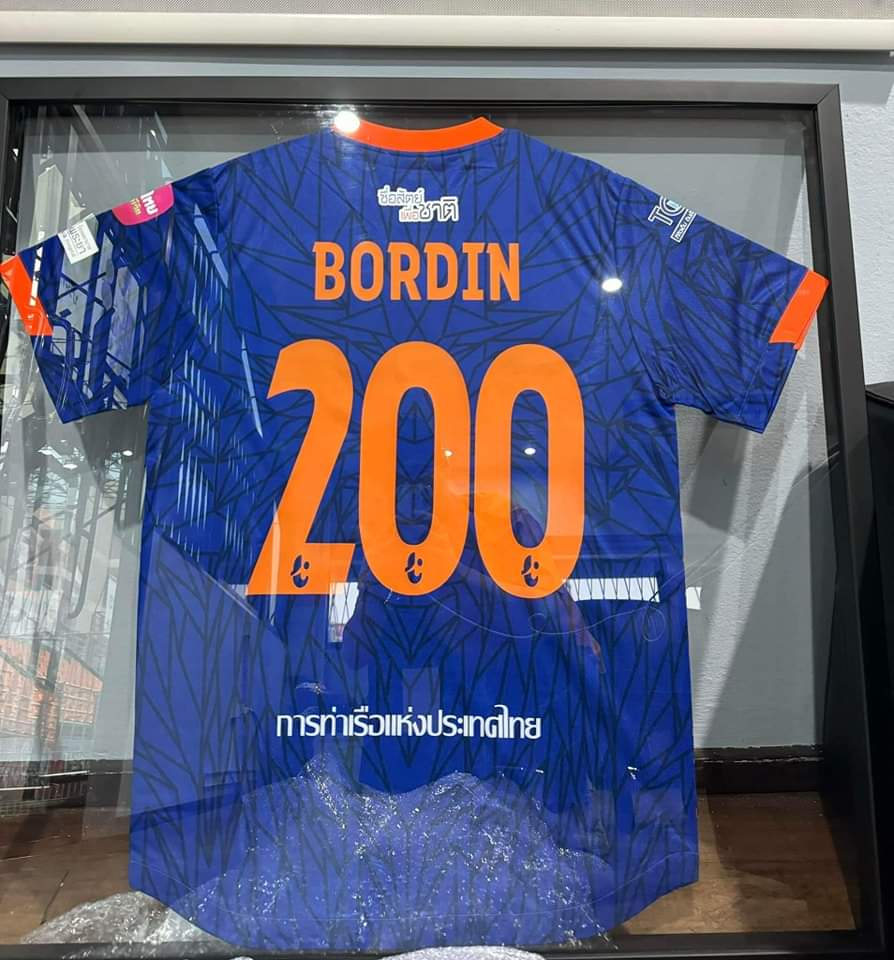 ซื่อสัตย์
เพื่อชาติ
BORDIN
200
การท่าเรือแห่งประเทศไทย